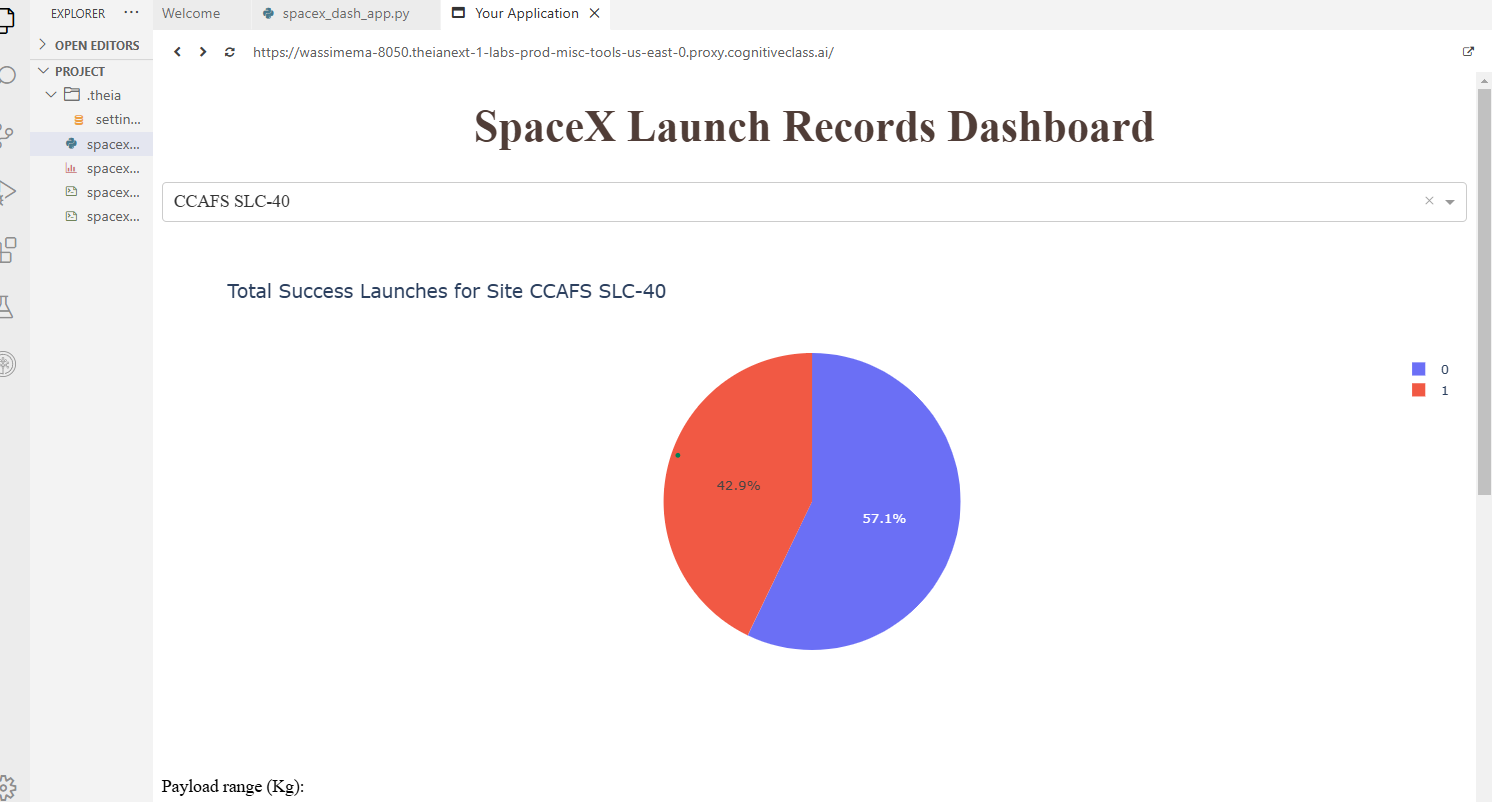 EXPLORER ···
Welcome
spacex_dash_app.py
Your Application
OPEN EDITORS
https://wassimema-8050.theianext-1-labs-prod-misc-tools-us-east-0.proxy.cognitiveclass.ai/
PROJECT
.theia
settin...
spacex...
spacex...
spacex...
spacex...
SpaceX Launch Records Dashboard
CCAFS SLC-40
Total Success Launches for Site CCAFS SLC-40
0
1
42.9%
57.1%
Payload range (Kg):